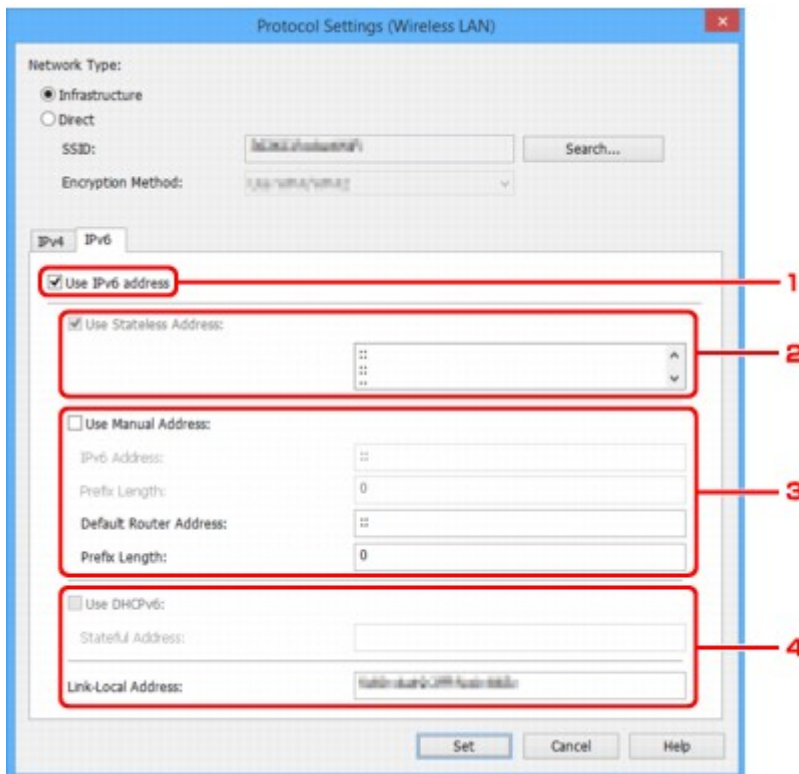 Protocol Settings (Wireless LAN)
Network Type:
Infrastructure
Direct
SSID:
Search...
Encryption Method:
IPv4 IPv6
Use IPv6 address
1
Use Stateless Address:
::
::
::
2
Use Manual Address:
IPv6 Address: ::
Prefix Length: 0
3
Default Router Address: ::
Prefix Length: 0
Use DHCPv6:
Stateful Address:
4
Link-Local Address:
Set Cancel Help